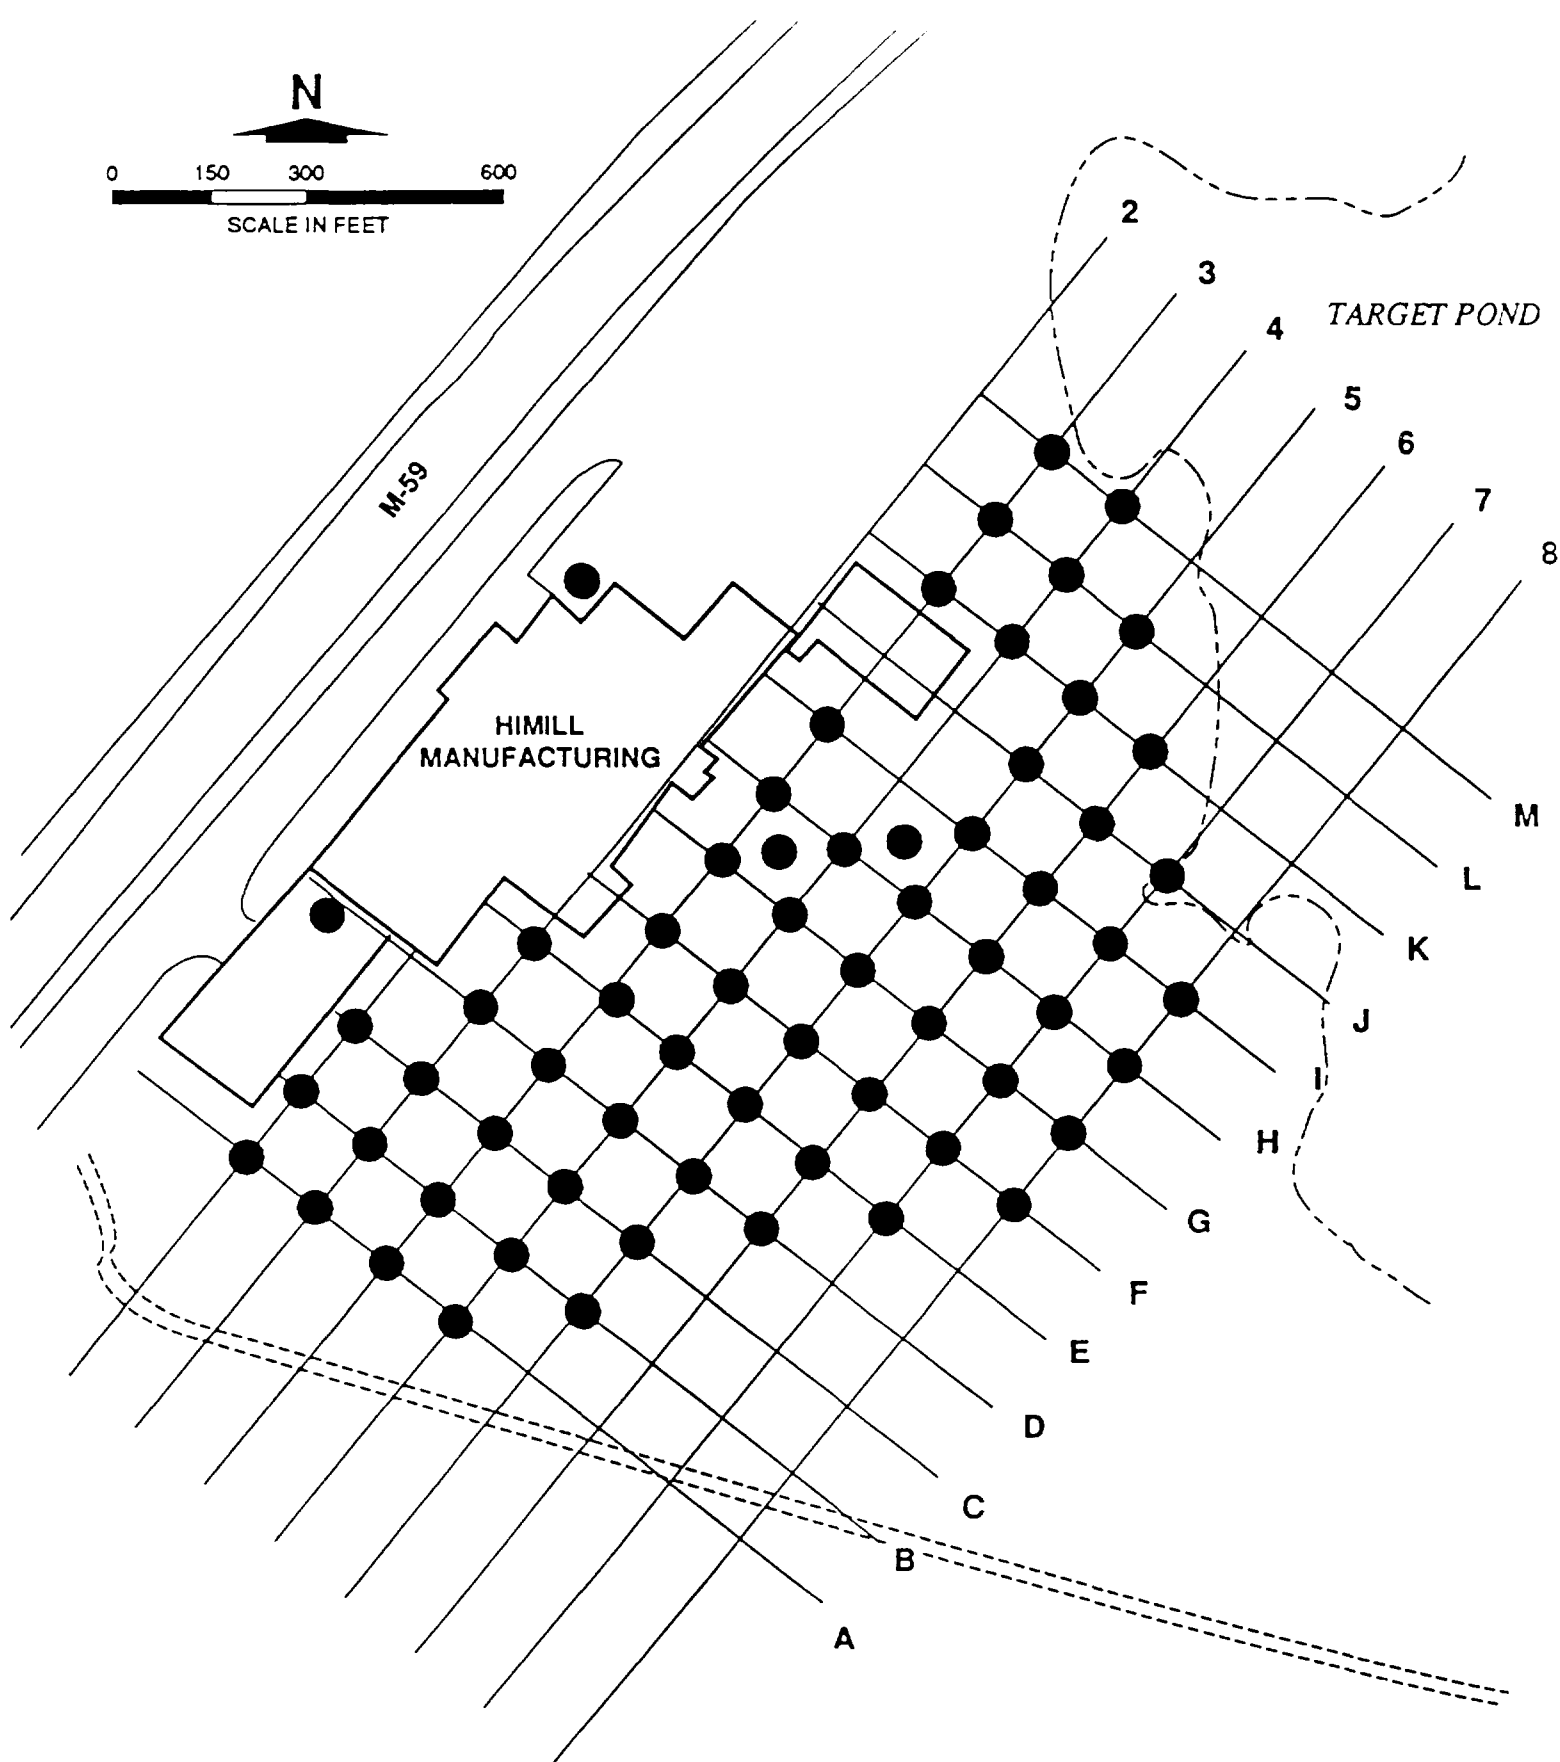 N
0 150 300 600
SCALE IN FEET
2
3
4
TARGET POND
5
6
M-59
7
8
HIMILL
MANUFACTURING
M
L
K
J
I
H
G
F
E
D
C
B
A